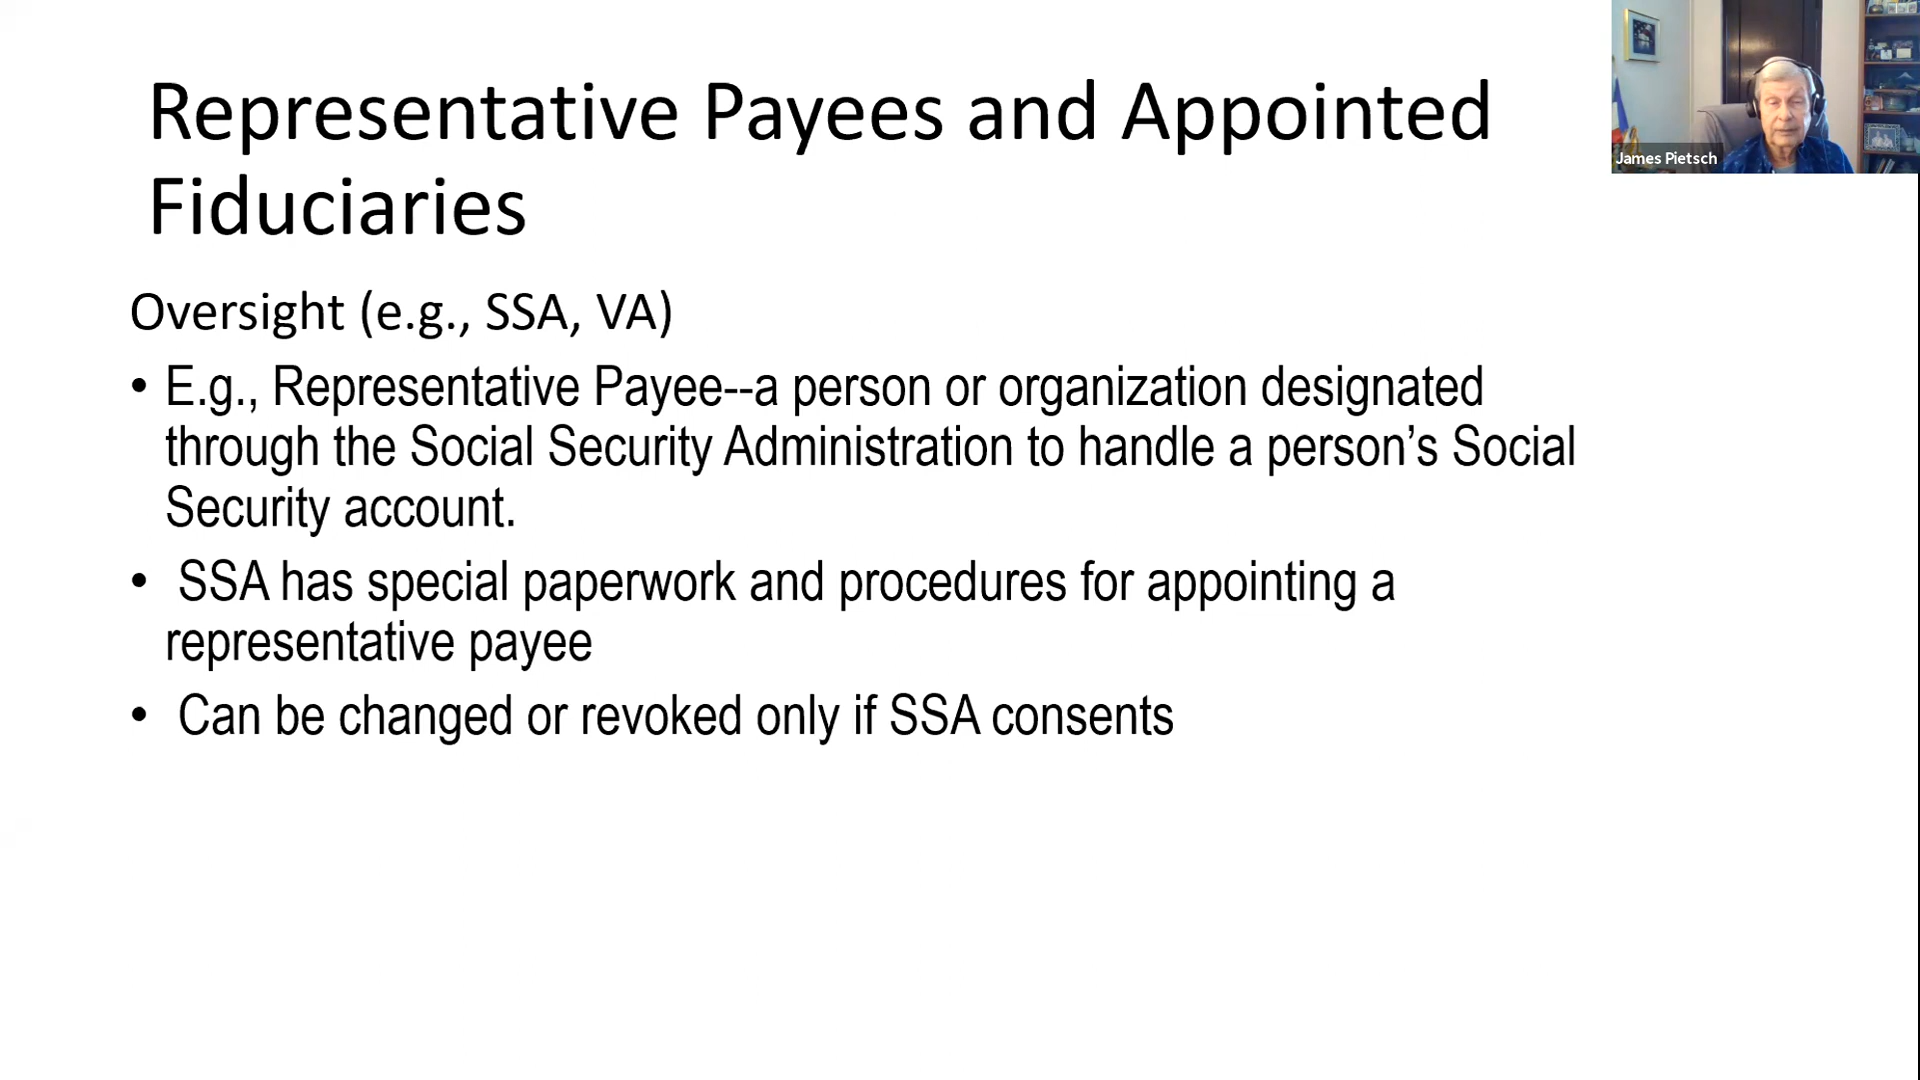 Representative Payees and Appointed
Fiduciaries
James Pietsch
Oversight (e.g., SSA, VA)
• E.g., Representative Payee--a person or organization designated
through the Social Security Administration to handle a person’s Social
Security account.
• SSA has special paperwork and procedures for appointing a
representative payee
• Can be changed or revoked only if SSA consents